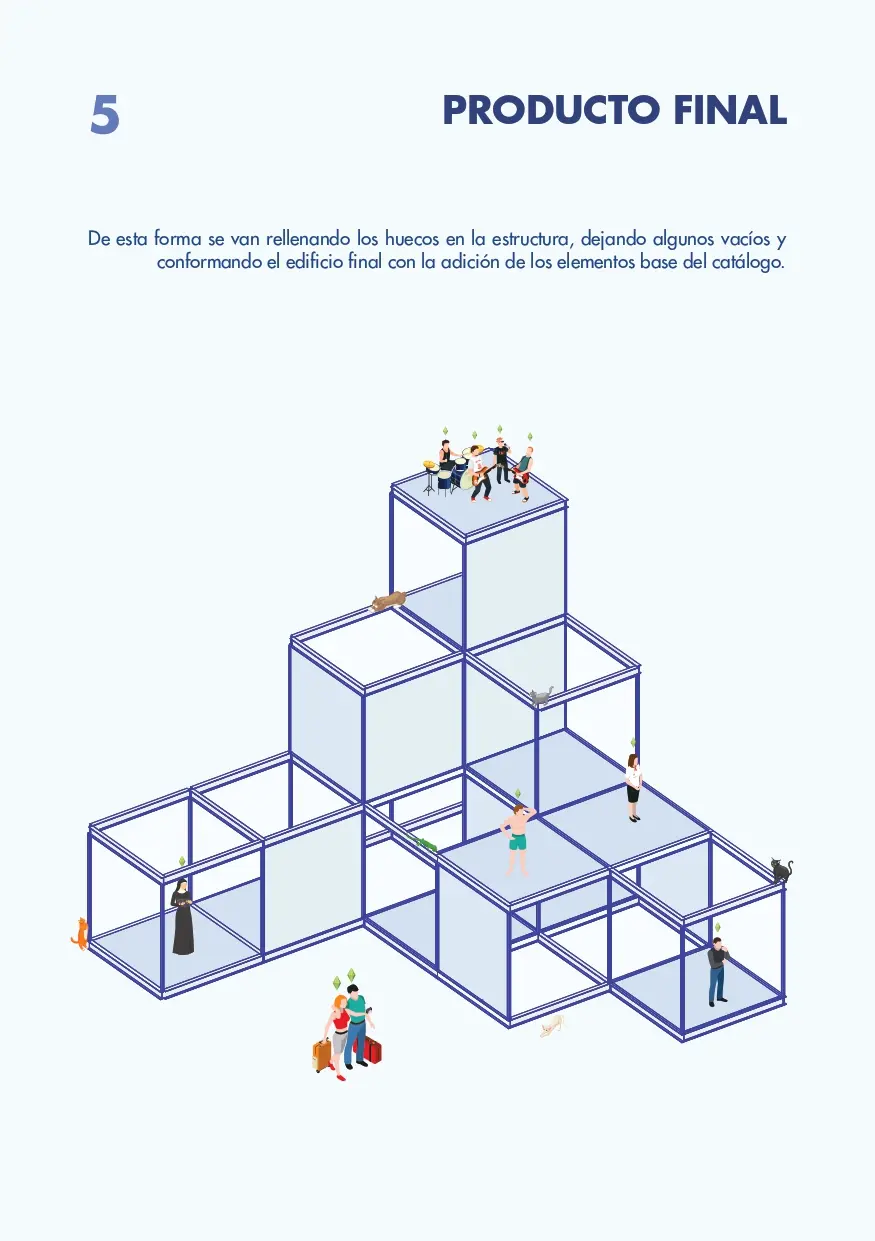 5
PRODUCTO FINAL
De esta forma se van rellenando los huecos en la estructura, dejando algunos vacíos y
conformando el edificio final con la adición de los elementos base del catálogo.